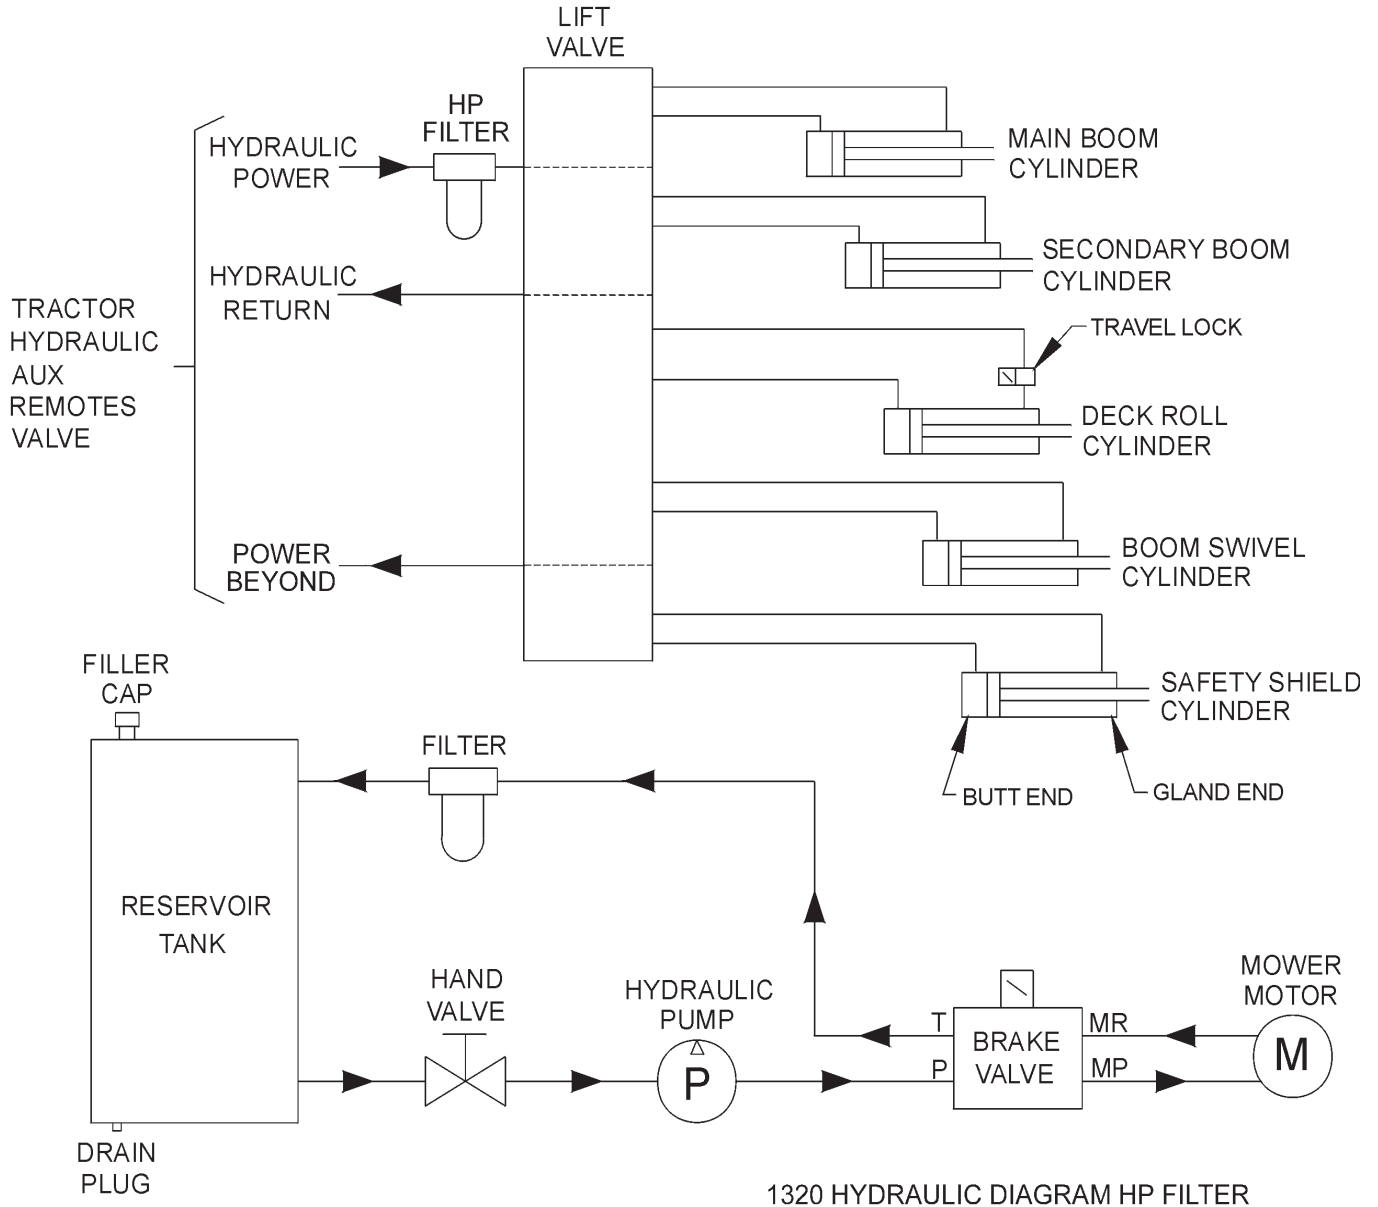 LIFT
VALVE
HP
FILTER
HYDRAULIC
POWER
MAIN BOOM
CYLINDER
SECONDARY BOOM
CYLINDER
HYDRAULIC
RETURN
TRACTOR
HYDRAULIC
AUX
REMOTES
VALVE
TRAVEL LOCK
DECK ROLL
CYLINDER
POWER
BEYOND
BOOM SWIVEL
CYLINDER
SAFETY SHIELD
CYLINDER
BUTT END
GLAND END
FILLER
CAP
FILTER
RESERVOIR
TANK
HAND
VALVE
HYDRAULIC
PUMP
P
T
P
BRAKE
VALVE
MR
MP
MOWER
MOTOR
M
DRAIN
PLUG
1320 HYDRAULIC DIAGRAM HP FILTER